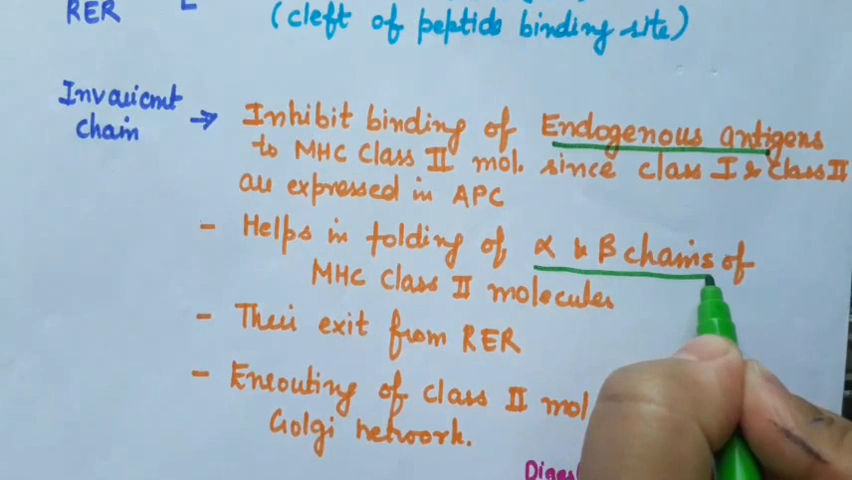 RER
(cleft of peptide binding site)
Invariant chain → Inhibit binding of Endogenous antigens
to MHC Class II mol. since class I & Class II
are expressed in APC
- Helps in folding of α & β chains of
MHC Class II molecules
- Their exit from RER
- Enrouting of class II mol
Golgi network.